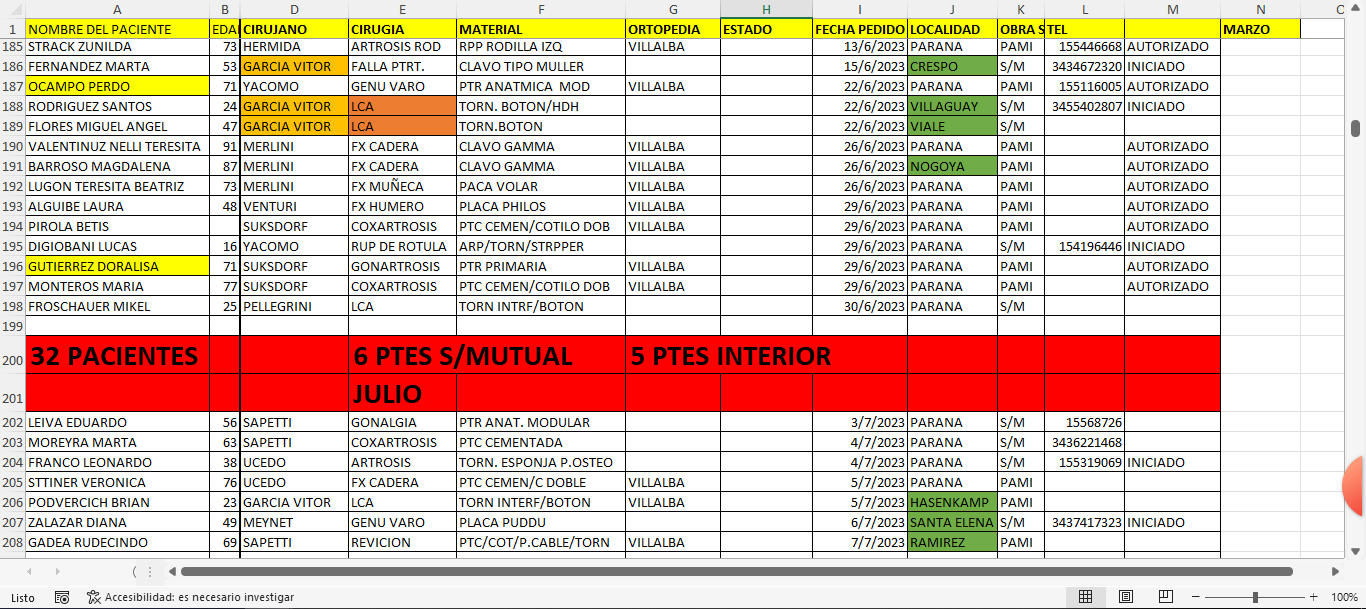 A B D E F G H I J K L M N O
1 NOMBRE DEL PACIENTE EDAI CIRUJANO CIRUGIA MATERIAL ORTOPEDIA ESTADO FECHA PEDIDO LOCALIDAD OBRA S TEL MARZO
185 STRACK ZUNILDA 73 HERMIDA ARTROSIS ROD RPP RODILLA IZQ VILLALBA 13/6/2023 PARANA PAMI 155446668 AUTORIZADO
186 FERNANDEZ MARTA 53 GARCIA VITOR FALLA PTRT. CLAVO TIPO MULLER 15/6/2023 CRESPO S/M 3434672320 INICIADO
187 OCAMPO PERDO 71 YACOMO GENU VARO PTR ANATMICA MOD VILLALBA 22/6/2023 PARANA PAMI 155116005 AUTORIZADO
188 RODRIGUEZ SANTOS 24 GARCIA VITOR LCA TORN. BOTON/HDH 22/6/2023 VILLAGUAY S/M 3455402807 INICIADO
189 FLORES MIGUEL ANGEL 47 GARCIA VITOR LCA TORN.BOTON 22/6/2023 VIALE S/M
190 VALENTINUZ NELLI TERESITA 91 MERLINI FX CADERA CLAVO GAMMA VILLALBA 26/6/2023 PARANA PAMI AUTORIZADO
191 BARROSO MAGDALENA 87 MERLINI FX CADERA CLAVO GAMMA VILLALBA 26/6/2023 NOGOYA PAMI AUTORIZADO
192 LUGON TERESITA BEATRIZ 73 MERLINI FX MUÑECA PACA VOLAR VILLALBA 26/6/2023 PARANA PAMI AUTORIZADO
193 ALGUIBE LAURA 48 VENTURI FX HUMERO PLACA PHILOS VILLALBA 29/6/2023 PARANA PAMI AUTORIZADO
194 PIROLA BETIS SUKSDORF COXARTROSIS PTC CEMEN/COTILO DOB VILLALBA 29/6/2023 PARANA PAMI AUTORIZADO
195 DIGIOBANI LUCAS 16 YACOMO RUP DE ROTULA ARP/TORN/STRPPER 29/6/2023 PARANA S/M 154196446 INICIADO
196 GUTIERREZ DORALISA 71 SUKSDORF GONARTROSIS PTR PRIMARIA VILLALBA 29/6/2023 PARANA PAMI AUTORIZADO
197 MONTEROS MARIA 77 SUKSDORF COXARTROSIS PTC CEMEN/COTILO DOB VILLALBA 29/6/2023 PARANA PAMI AUTORIZADO
198 FROSCHAUER MIKEL 25 PELLEGRINI LCA TORN INTRF/BOTON 30/6/2023 PARANA S/M
199
200 32 PACIENTES 6 PTES S/MUTUAL 5 PTES INTERIOR
201 JULIO
202 LEIVA EDUARDO 56 SAPETTI GONALGIA PTR ANAT. MODULAR 3/7/2023 PARANA S/M 15568726
203 MOREYRA MARTA 63 SAPETTI COXARTROSIS PTC CEMENTADA 4/7/2023 PARANA S/M 3436221468
204 FRANCO LEONARDO 38 UCEDO ARTROSIS TORN. ESPONJA P.OSTEO 4/7/2023 PARANA S/M 155319069 INICIADO
205 STTINER VERONICA 76 UCEDO FX CADERA PTC CEMEN/C DOBLE VILLALBA 5/7/2023 PARANA PAMI
206 PODVERCICH BRIAN 23 GARCIA VITOR LCA TORN INTERF/BOTON VILLALBA 5/7/2023 HASENKAMP PAMI
207 ZALAZAR DIANA 49 MEYNET GENU VARO PLACA PUDDU 6/7/2023 SANTA ELENA S/M 3437417323 INICIADO
208 GADEA RUDECINDO 69 SAPETTI REVICION PTC/COT/P.CABLE/TORN VILLALBA 7/7/2023 RAMIREZ PAMI
Listo Accesibilidad: es necesario investigar 100%